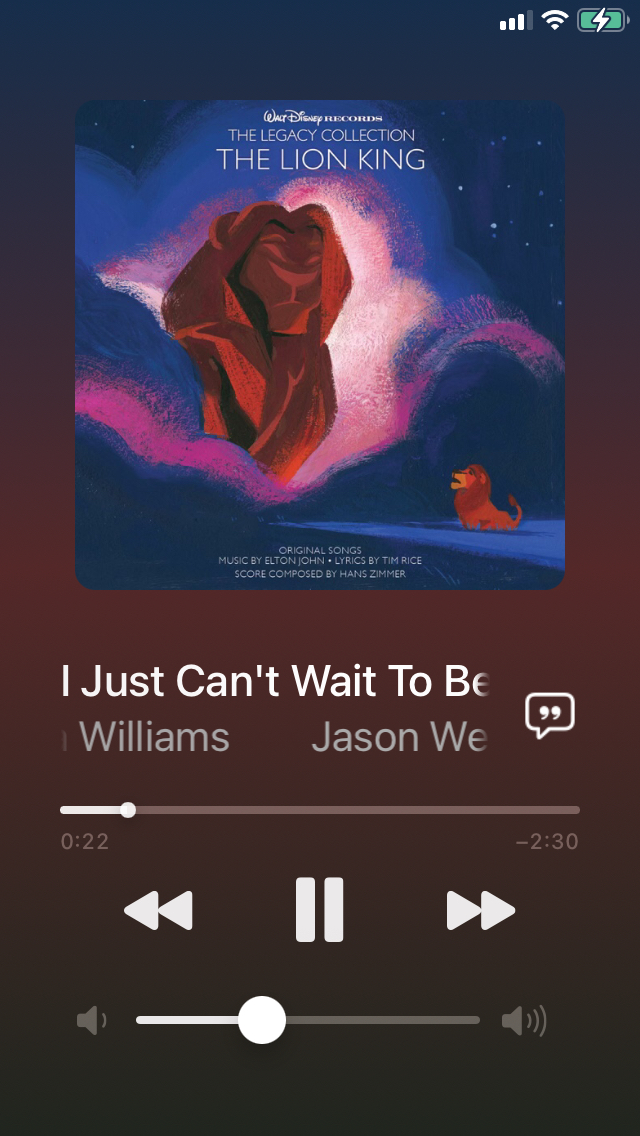 Walt Disney RECORDS
THE LEGACY COLLECTION
THE LION KING
ORIGINAL SONGS
MUSIC BY ELTON JOHN • LYRICS BY TIM RICE
SCORE COMPOSED BY HANS ZIMMER
I Just Can't Wait To Be
Williams Jason We
0:22 −2:30